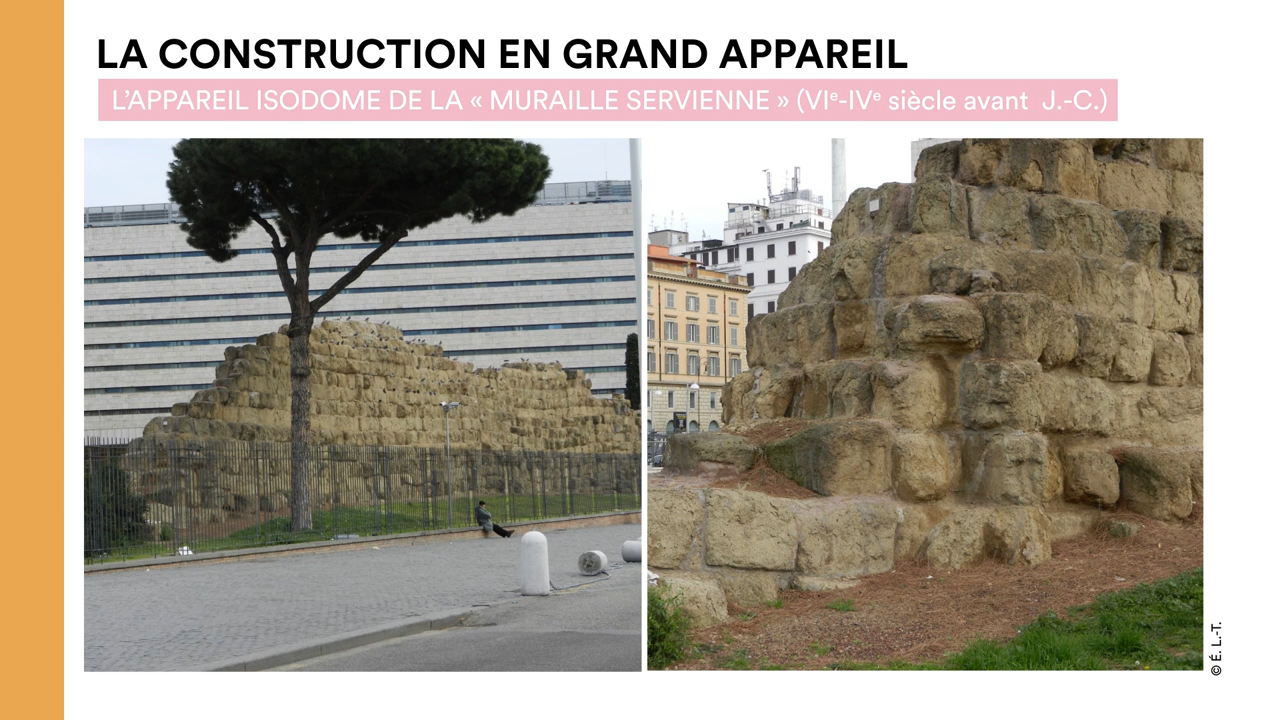 LA CONSTRUCTION EN GRAND APPAREIL
L’APPAREIL ISODOME DE LA « MURAILLE SERVIENNE » (VIᵉ-IVᵉ siècle avant J.-C.)
© É. L.-T.